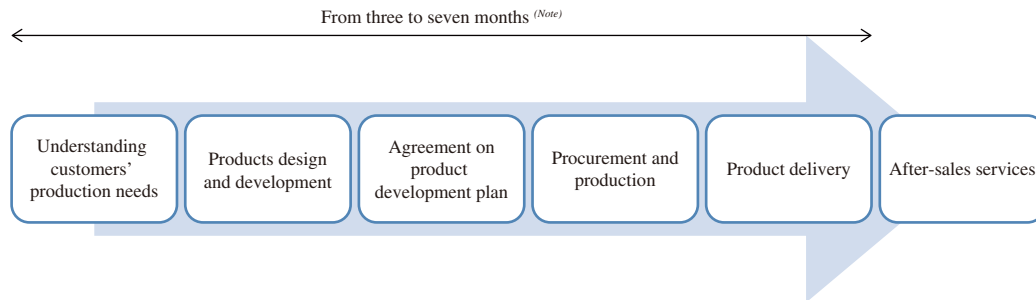 From three to seven months (Note)
Understanding
customers’
production needs
Products design
and development
Agreement on
product
development plan
Procurement and
production
Product delivery
After-sales services